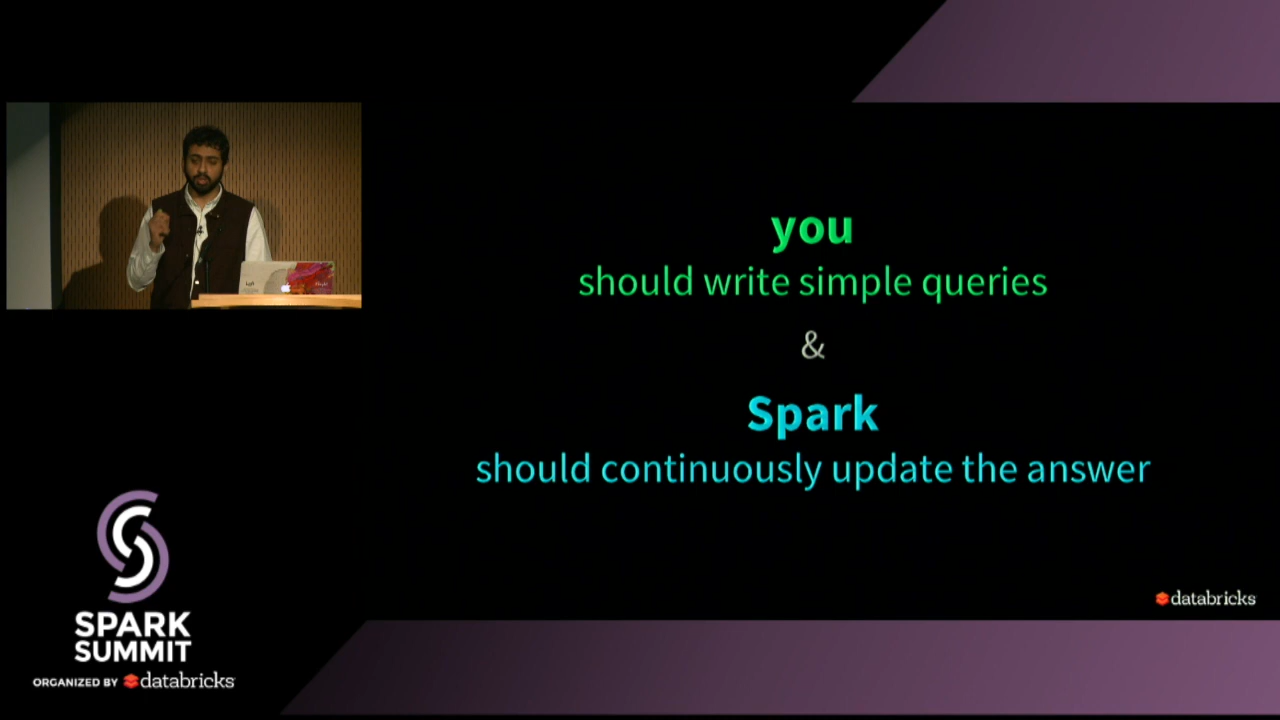 you
should write simple queries
&
Spark
should continuously update the answer
databricks
SPARK
SUMMIT
ORGANIZED BY databricks